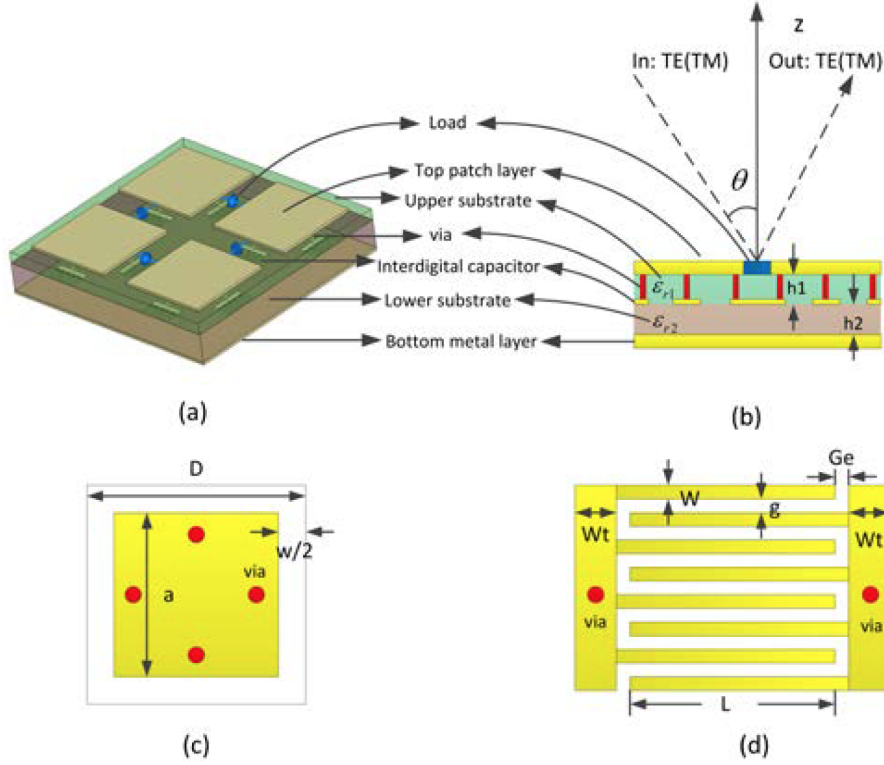 z
In: TE(TM)
Out: TE(TM)
θ
Load
Top patch layer
Upper substrate
via
Interdigital capacitor
Lower substrate
Bottom metal layer
εr1
h1
εr2
h2
(a)
(b)
D
w/2
via
a
(c)
Ge
W
g
Wt
Wt
via
via
L
(d)